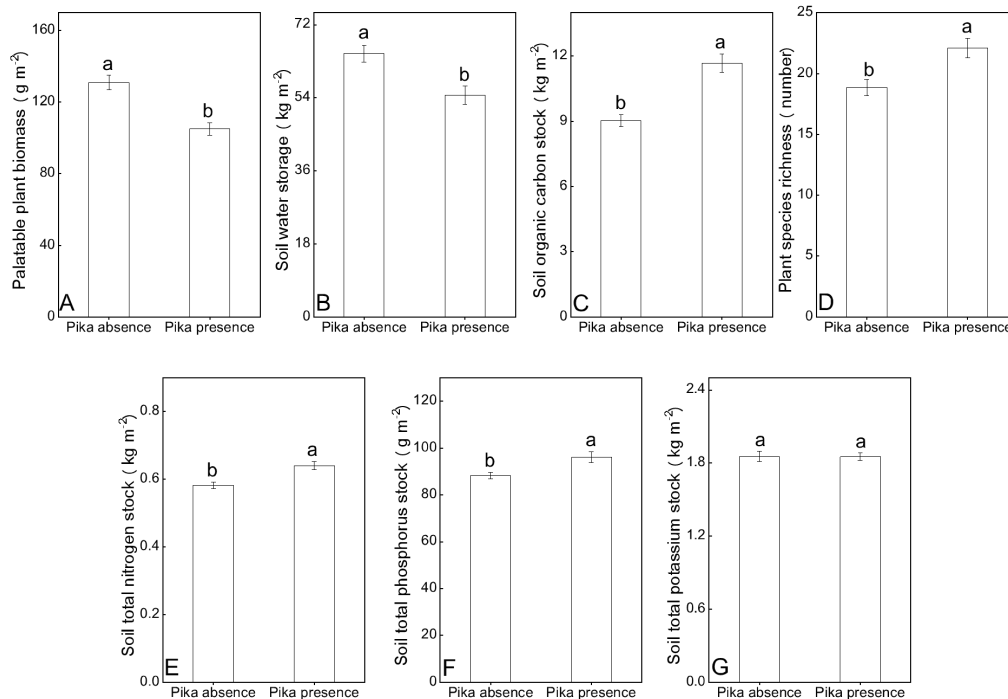 Palatable plant biomass ( g m-2)
160
120
80
40
0
a
b
A
Pika absence Pika presence
Soil water storage ( kg m-2)
72
54
36
18
0
a
b
B
Pika absence Pika presence
Soil organic carbon stock ( kg m-2)
12
9
6
3
0
b
a
C
Pika absence Pika presence
Plant species richness ( number)
25
20
15
10
5
0
b
a
D
Pika absence Pika presence
Soil total nitrogen stock ( kg m-2)
0.8
0.6
0.4
0.2
0.0
b
a
E
Pika absence Pika presence
Soil total phosphorus stock ( g m-2)
120
100
80
60
40
20
0
b
a
F
Pika absence Pika presence
Soil total potassium stock ( kg m-2)
2.4
1.8
1.2
0.6
0.0
a
a
G
Pika absence Pika presence